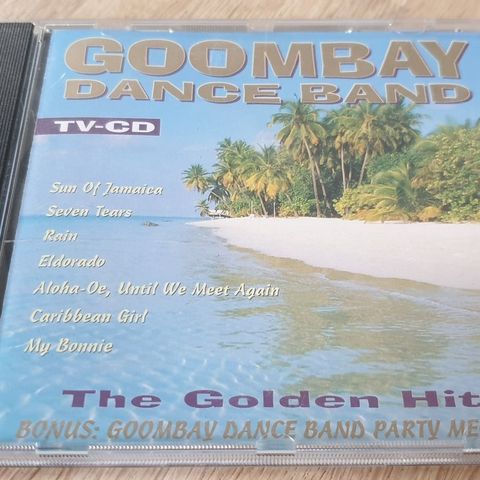 GOOMBAY
DANCE BAND
TV-CD
Sun Of Jamaica
Seven Tears
Rain
Eldorado
Aloha-Oe, Until We Meet Again
Caribbean Girl
My Bonnie
The Golden Hit
BONUS- GOOMBAY DANCE BAND PARTY ME